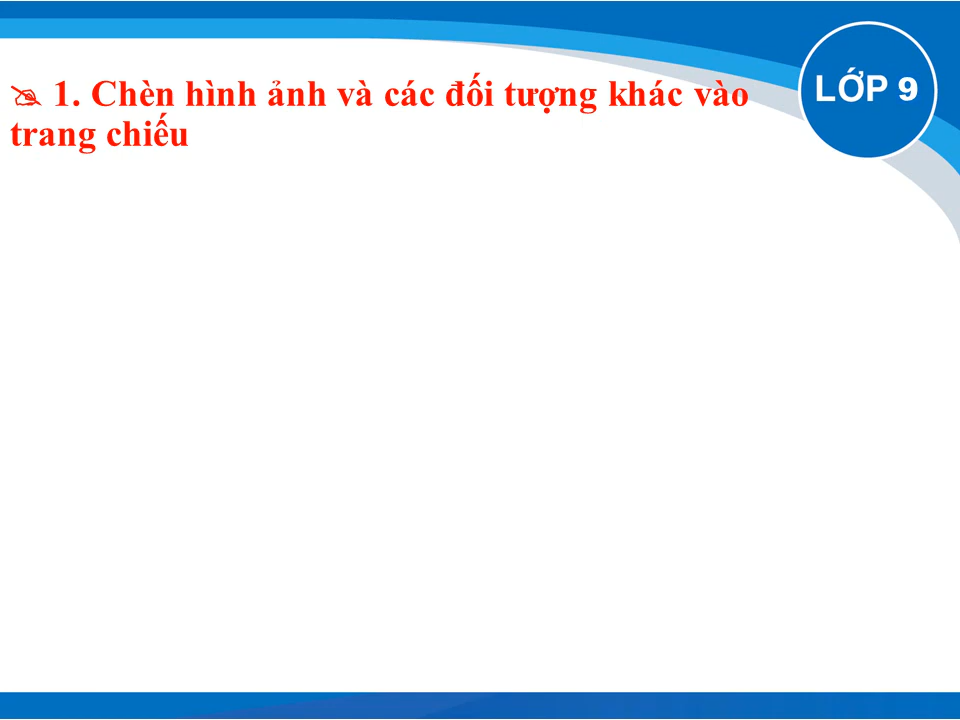 1. Chèn hình ảnh và các đối tượng khác vào
trang chiếu
LỚP 9